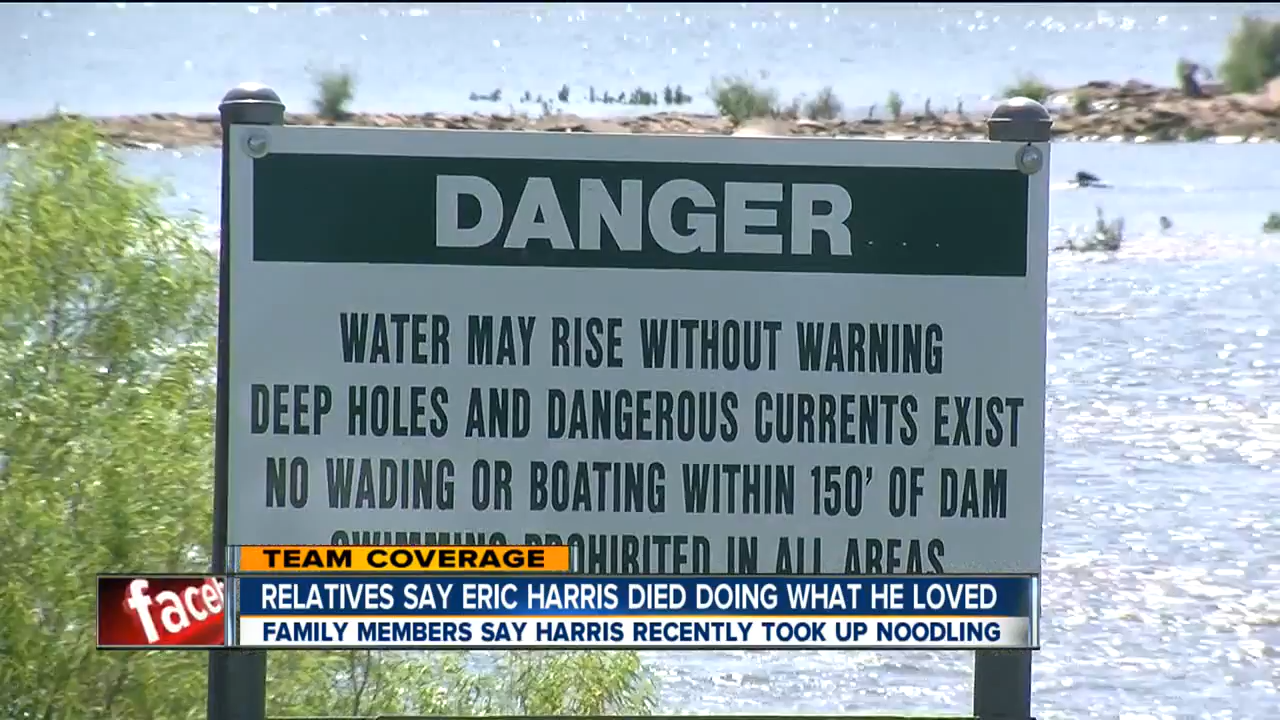 DANGER
WATER MAY RISE WITHOUT WARNING
DEEP HOLES AND DANGEROUS CURRENTS EXIST
NO WADING OR BOATING WITHIN 150' OF DAM
SWIMMING PROHIBITED IN ALL AREAS
TEAM COVERAGE
faceb
RELATIVES SAY ERIC HARRIS DIED DOING WHAT HE LOVED
FAMILY MEMBERS SAY HARRIS RECENTLY TOOK UP NOODLING